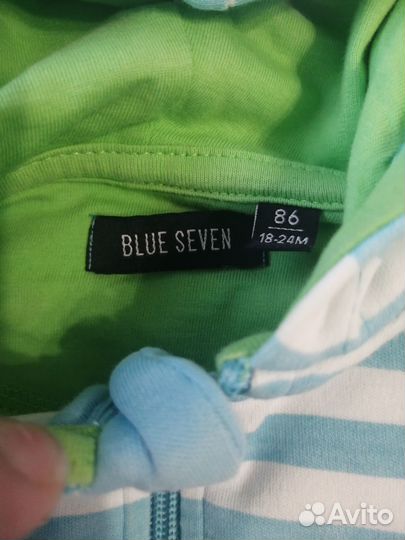 BLUE SEVEN
86
18-24M
Avito